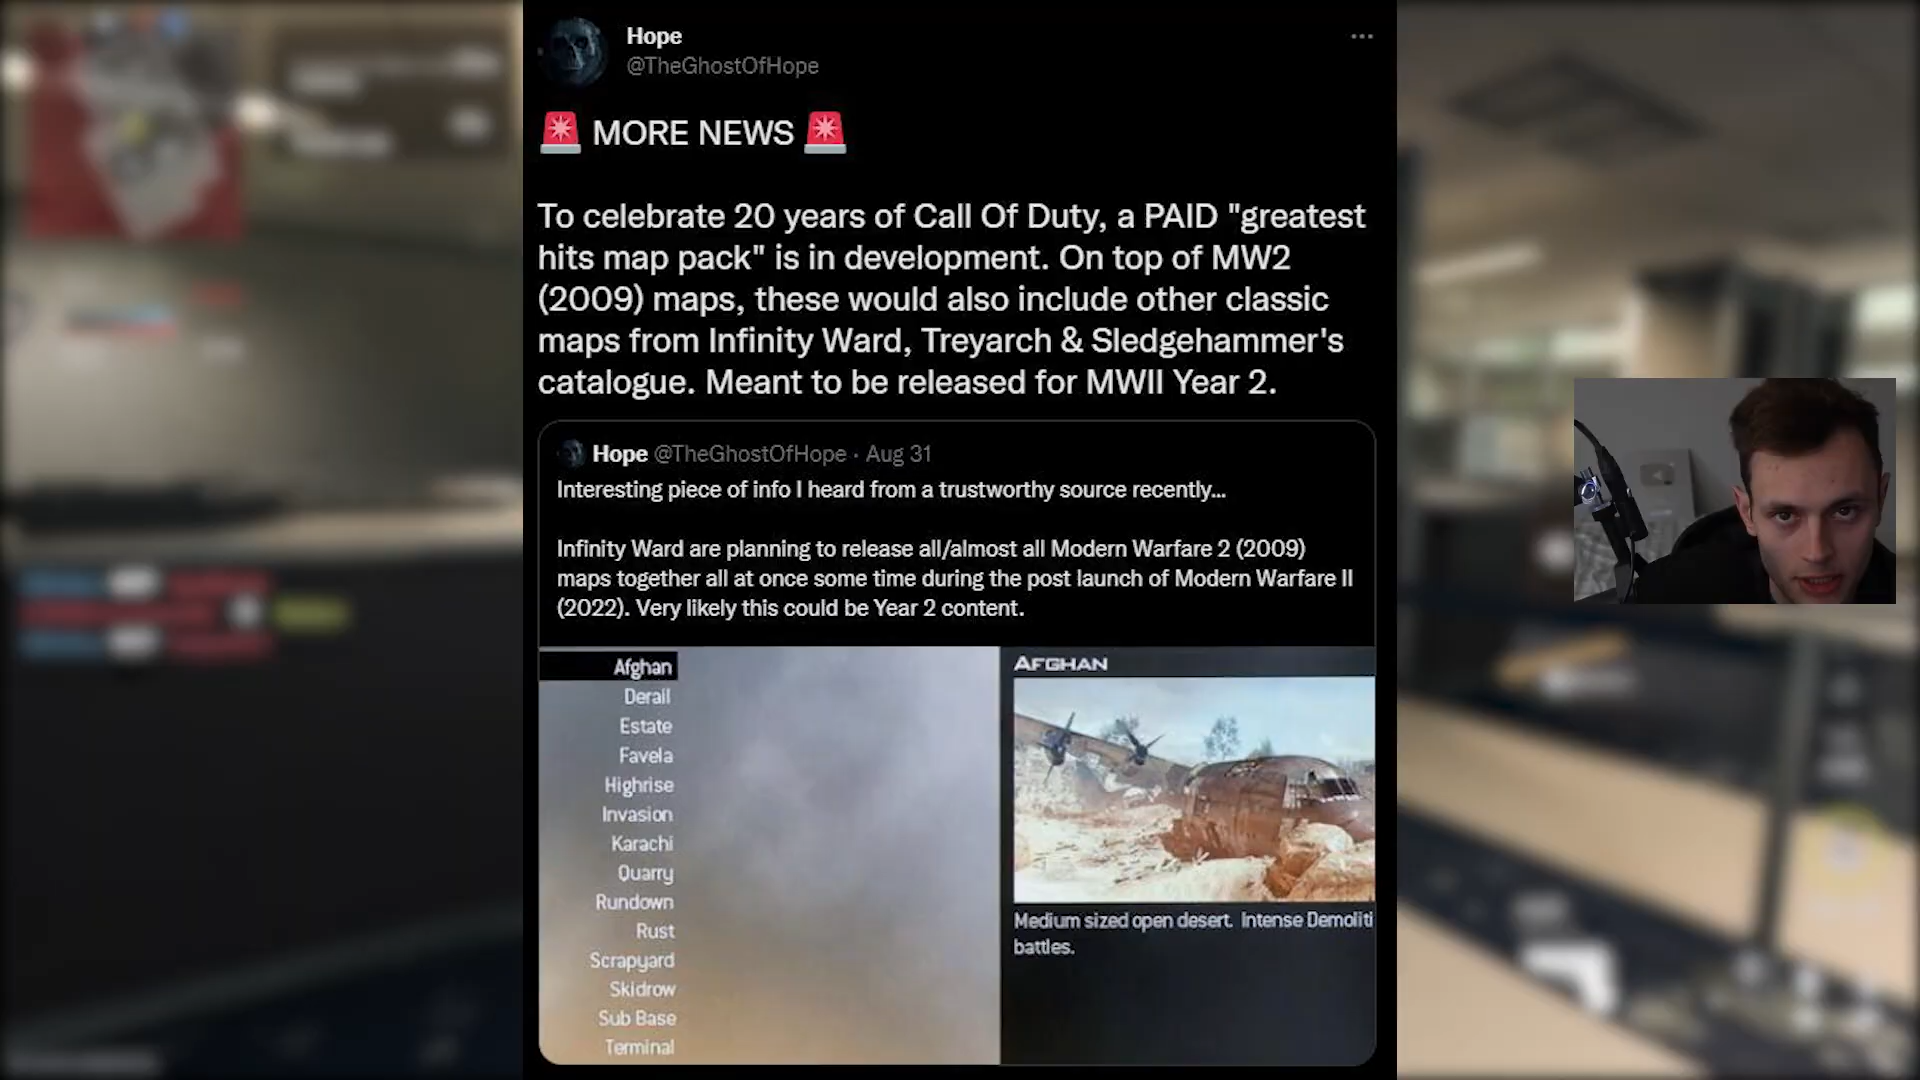 Hope
@TheGhostOfHope
🚨 MORE NEWS 🚨
To celebrate 20 years of Call Of Duty, a PAID "greatest
hits map pack" is in development. On top of MW2
(2009) maps, these would also include other classic
maps from Infinity Ward, Treyarch & Sledgehammer's
catalogue. Meant to be released for MWII Year 2.
Hope @TheGhostOfHope · Aug 31
Interesting piece of info I heard from a trustworthy source recently...
Infinity Ward are planning to release all/almost all Modern Warfare 2 (2009)
maps together all at once some time during the post launch of Modern Warfare II
(2022). Very likely this could be Year 2 content.
Afghan
Derail
Estate
Favela
Highrise
Invasion
Karachi
Quarry
Rundown
Rust
Scrapyard
Skidrow
Sub Base
Terminal
AFGHAN
Medium sized open desert. Intense Demoliti
battles.